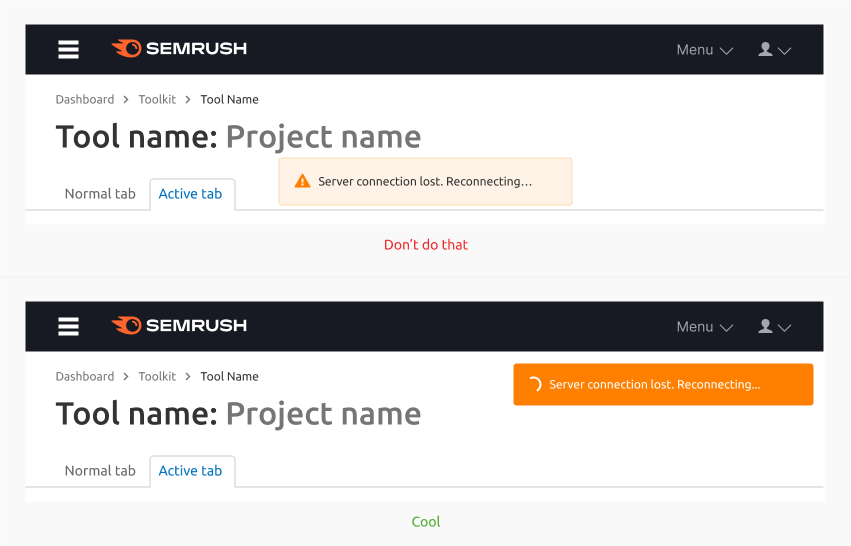 SEMRUSH Menu
Dashboard > Toolkit > Tool Name
Tool name: Project name
Server connection lost. Reconnecting...
Normal tab Active tab
Don't do that
SEMRUSH Menu
Dashboard > Toolkit > Tool Name
Server connection lost. Reconnecting...
Tool name: Project name
Normal tab Active tab
Cool